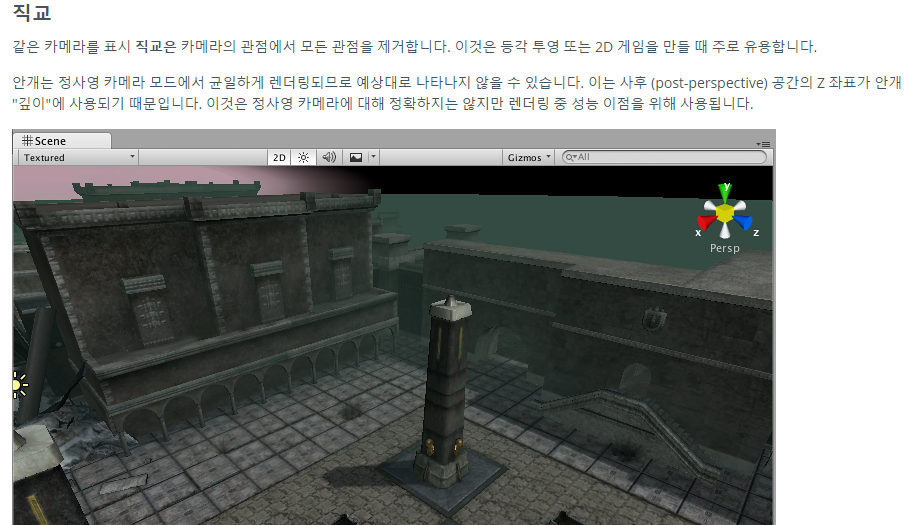 직교
같은 카메라를 표시 직교은 카메라의 관점에서 모든 관점을 제거합니다. 이것은 등각 투영 또는 2D 게임을 만들 때 주로 유용합니다.
안개는 정사영 카메라 모드에서 균일하게 렌더링되므로 예상대로 나타나지 않을 수 있습니다. 이는 사후 (post-perspective) 공간의 Z 좌표가 안개
"깊이"에 사용되기 때문입니다. 이것은 정사영 카메라에 대해 정확하지는 않지만 렌더링 중 성능 이점을 위해 사용됩니다.
Scene
Textured 2D Gizmos All
y
x z
Persp